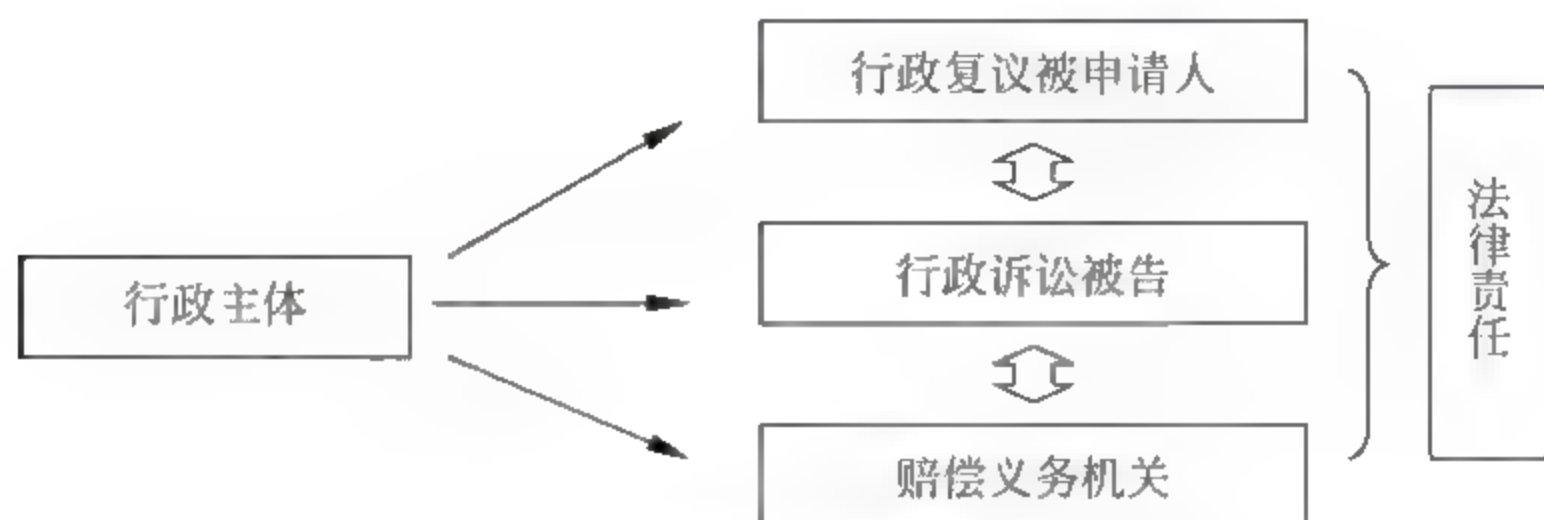 行政复议被申请人
行政主体
行政诉讼被告
赔偿义务机关
法律责任